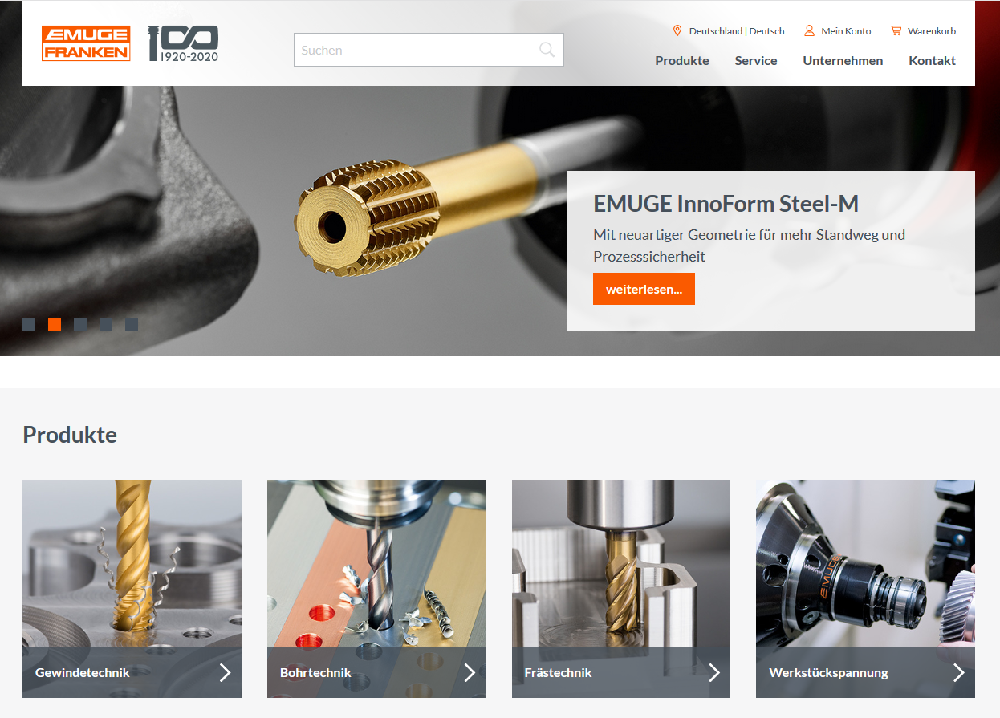 EMUGE
FRANKEN
100
1920-2020
Suchen
Deutschland | Deutsch
Mein Konto
Warenkorb
Produkte
Service
Unternehmen
Kontakt
EMUGE InnoForm Steel-M
Mit neuartiger Geometrie für mehr Standweg und
Prozesssicherheit
weiterlesen...
Produkte
EMUGE
Gewindetechnik
Bohrtechnik
Frästechnik
Werkstückspannung